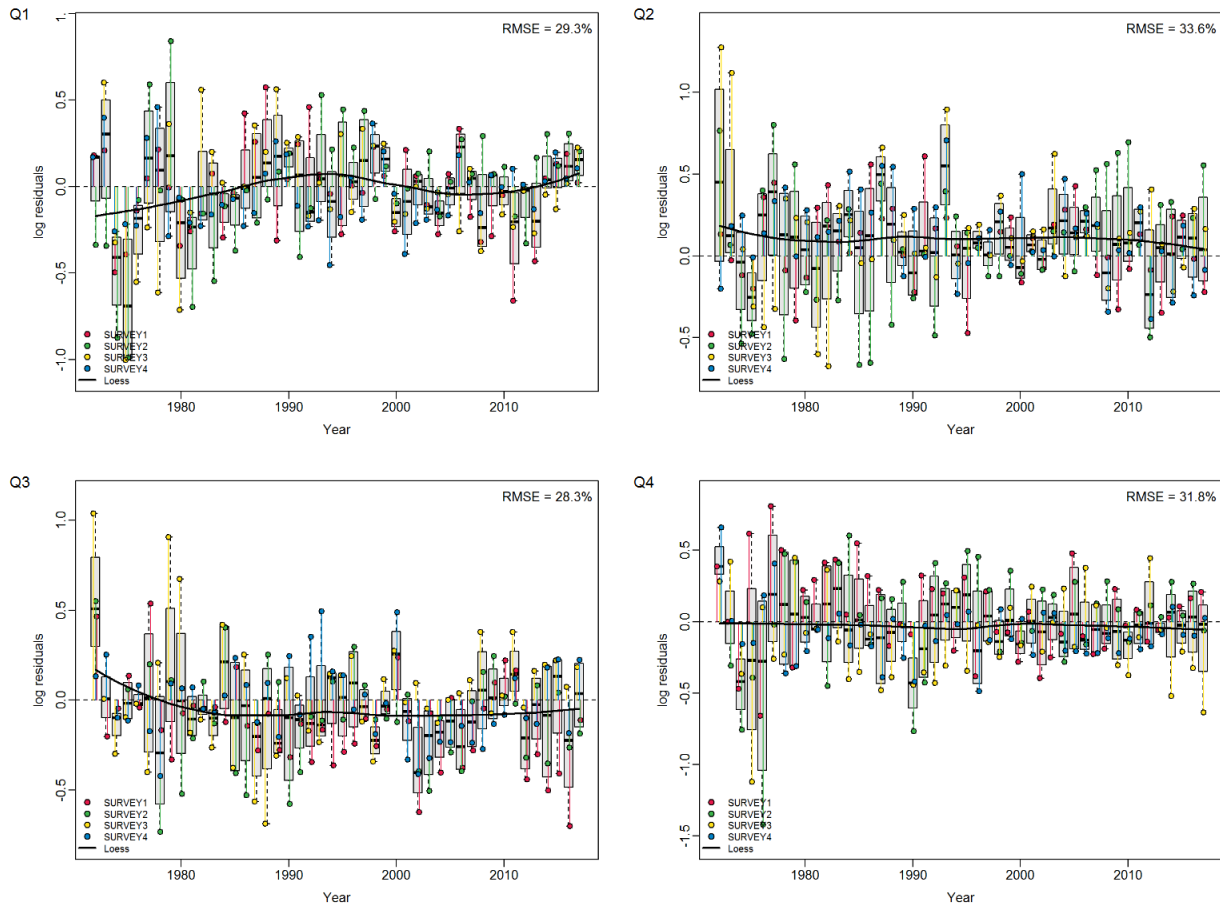 Q1
RMSE = 29.3%
1.
0.5
0.0
-0.5
-1.0
log residuals
SURVEY1
SURVEY2
SURVEY3
SURVEY4
Loess
1980
1990
2000
2010
Year
Q2
RMSE = 33.6%
1.0
0.5
0.0
-0.5
log residuals
SURVEY1
SURVEY2
SURVEY3
SURVEY4
Loess
1980
1990
2000
2010
Year
Q3
RMSE = 28.3%
1.0
0.5
0.0
-0.5
log residuals
SURVEY1
SURVEY2
SURVEY3
SURVEY4
Loess
1980
1990
2000
2010
Year
Q4
RMSE = 31.8%
0.5
0.0
-0.5
-1.0
-1.5
log residuals
SURVEY1
SURVEY2
SURVEY3
SURVEY4
Loess
1980
1990
2000
2010
Year